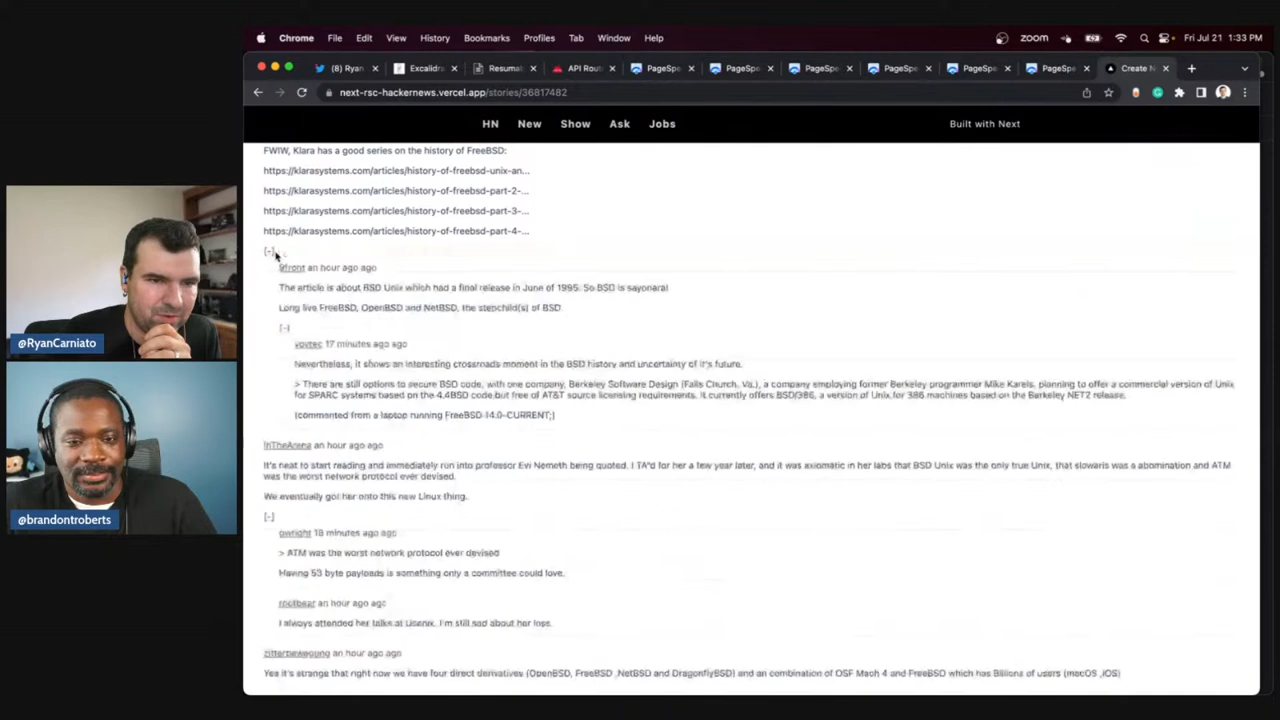 Chrome File Edit View History Bookmarks Profiles Tab Window Help zoom Fri Jul 21 1:33 PM
(8) Ryan Excalidra Resumab API Rout PageSpe PageSpe PageSpe PageSpe PageSpe PageSpe Create N
next-rsc-hackernews.vercel.app/stories/36817482
HN New Show Ask Jobs Built with Next
FWIW, Klara has a good series on the history of FreeBSD:
https://klarasystems.com/articles/history-of-freebsd-unix-an...
https://klarasystems.com/articles/history-of-freebsd-part-2-...
https://klarasystems.com/articles/history-of-freebsd-part-3-...
https://klarasystems.com/articles/history-of-freebsd-part-4-...
[-]
9front an hour ago ago
The article is about BSD Unix which had a final release in June of 1995. So BSD is sayonara!
Long live FreeBSD, OpenBSD and NetBSD, the stepchild(s) of BSD.
[-]
voytec 17 minutes ago ago
Nevertheless, it shows an interesting crossroads moment in the BSD history and uncertainty of it's future.
> There are still options to secure BSD code, with one company, Berkeley Software Design (Falls Church, Va.), a company employing former Berkeley programmer Mike Karels, planning to offer a commercial version of Unix
for SPARC systems based on the 4.4BSD code but free of AT&T source licensing requirements. It currently offers BSD/386, a version of Unix for 386 machines based on the Berkeley NET2 release.
(commented from a laptop running FreeBSD 14.0-CURRENT;)
InTheArena an hour ago ago
It's neat to start reading and immediately run into professor Evi Nemeth being quoted. I TA'd for her a few year later, and it was axiomatic in her labs that BSD Unix was the only true Unix, that slowaris was a abomination and ATM
was the worst network protocol ever devised.
We eventually got her onto this new Linux thing.
[-]
owright 18 minutes ago ago
> ATM was the worst network protocol ever devised
Having 53 byte payloads is something only a committee could love.
an hour ago ago
I always attended her talks at Usenix. I'm still sad about her loss.
an hour ago ago
Yes it's strange that right now we have four direct derivatives (OpenBSD, FreeBSD ,NetBSD and DragonflyBSD) and an combination of OSF Mach 4 and FreeBSD which has Billions of users (macOS ,iOS)
@RyanCarniato
@brandontroberts